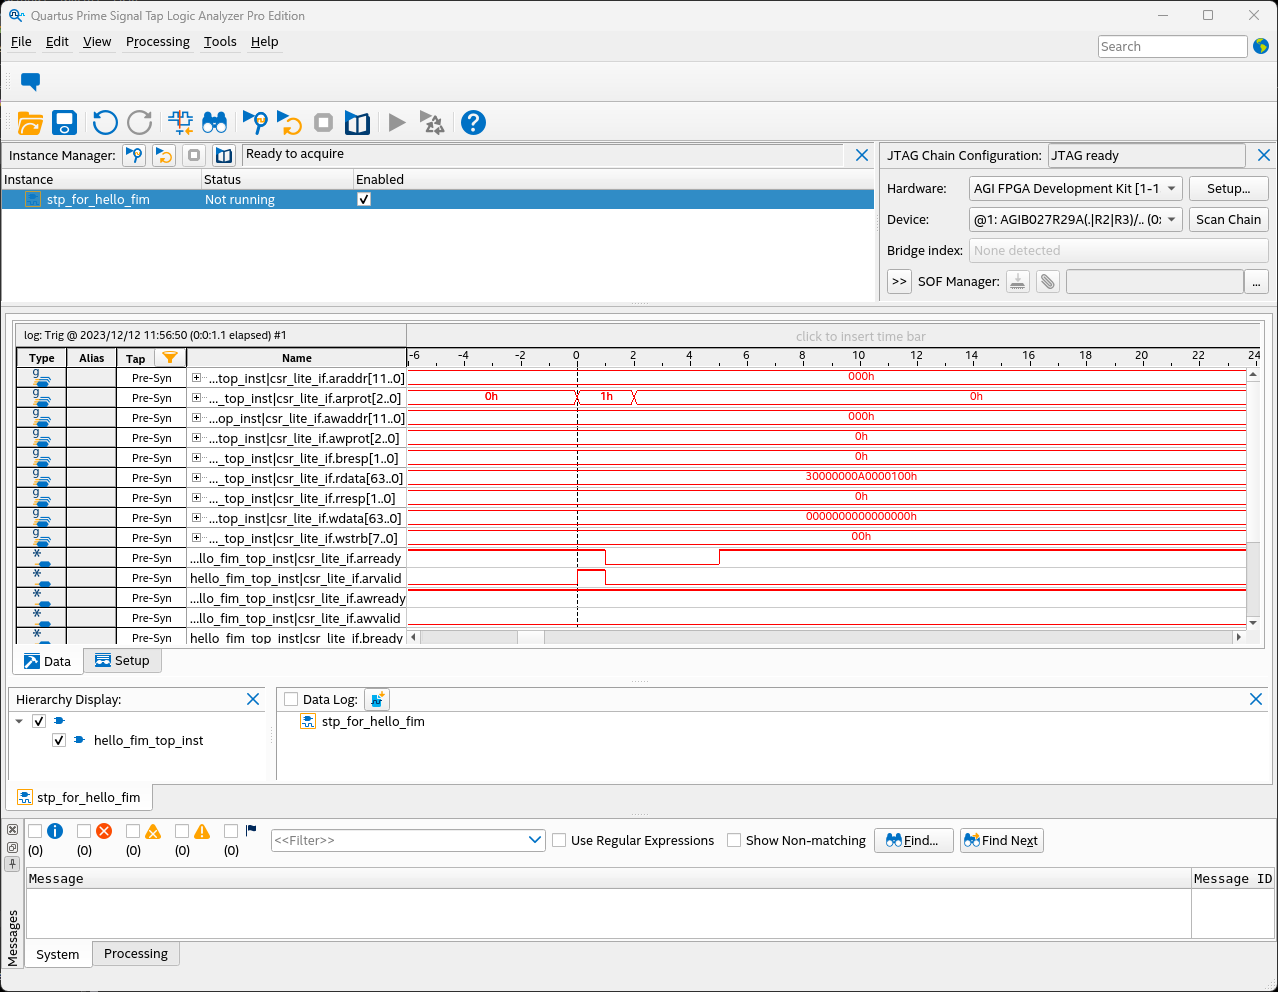 Quartus Prime Signal Tap Logic Analyzer Pro Edition
File Edit View Processing Tools Help
Search
Instance Manager: Ready to acquire
JTAG Chain Configuration: JTAG ready
Instance Status Enabled
stp_for_hello_fim Not running
Hardware: AGI FPGA Development Kit [1-1 Setup...
Device: @1: AGIB027R29A(.|R2|R3)/.. (0x Scan Chain
Bridge index: None detected
>> SOF Manager: ...
log: Trig @ 2023/12/12 11:56:50 (0:0:1.1 elapsed) #1
click to insert time bar
Type Alias Tap Name
-6 -4 -2 0 2 4 6 8 10 12 14 16 18 20 22 24
Pre-Syn ...top_inst|csr_lite_if.araddr[11..0] 000h
Pre-Syn ..._top_inst|csr_lite_if.arprot[2..0] 0h 1h 0h
Pre-Syn ...op_inst|csr_lite_if.awaddr[11..0] 000h
Pre-Syn ...top_inst|csr_lite_if.awprot[2..0] 0h
Pre-Syn ..._top_inst|csr_lite_if.bresp[1..0] 0h
Pre-Syn ..._top_inst|csr_lite_if.rdata[63..0] 30000000A0000100h
Pre-Syn ..._top_inst|csr_lite_if.rresp[1..0] 0h
Pre-Syn ...top_inst|csr_lite_if.wdata[63..0] 0000000000000000h
Pre-Syn ..._top_inst|csr_lite_if.wstrb[7..0] 00h
Pre-Syn ...llo_fim_top_inst|csr_lite_if.arready
Pre-Syn hello_fim_top_inst|csr_lite_if.arvalid
Pre-Syn ...llo_fim_top_inst|csr_lite_if.awready
Pre-Syn ...llo_fim_top_inst|csr_lite_if.awvalid
Pre-Syn hello_fim_top_inst|csr_lite_if.bready
Data Setup
Hierarchy Display:
hello_fim_top_inst
Data Log:
stp_for_hello_fim
stp_for_hello_fim
(0) (0) (0) (0) (0)
<<Filter>> Use Regular Expressions Show Non-matching Find... Find Next
Message Message ID
Messages
System Processing